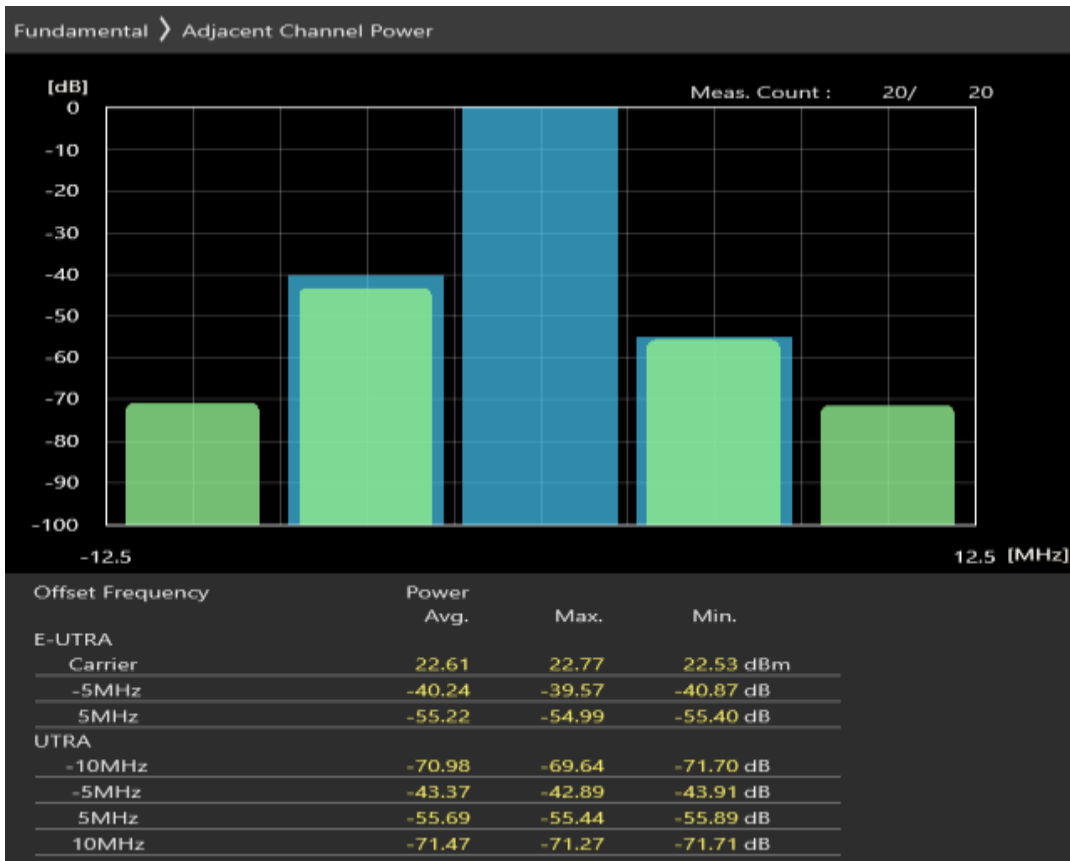 Fundamental 〉 Adjacent Channel Power
[dB]
Meas. Count : 20/ 20
0
-10
-20
-30
-40
-50
-60
-70
-80
-90
-100
-12.5 12.5 [MHz]
Offset Frequency Power
Avg. Max. Min.
E-UTRA
Carrier 22.61 22.77 22.53 dBm
-5MHz -40.24 -39.57 -40.87 dB
5MHz -55.22 -54.99 -55.40 dB
UTRA
-10MHz -70.98 -69.64 -71.70 dB
-5MHz -43.37 -42.89 -43.91 dB
5MHz -55.69 -55.44 -55.89 dB
10MHz -71.47 -71.27 -71.71 dB